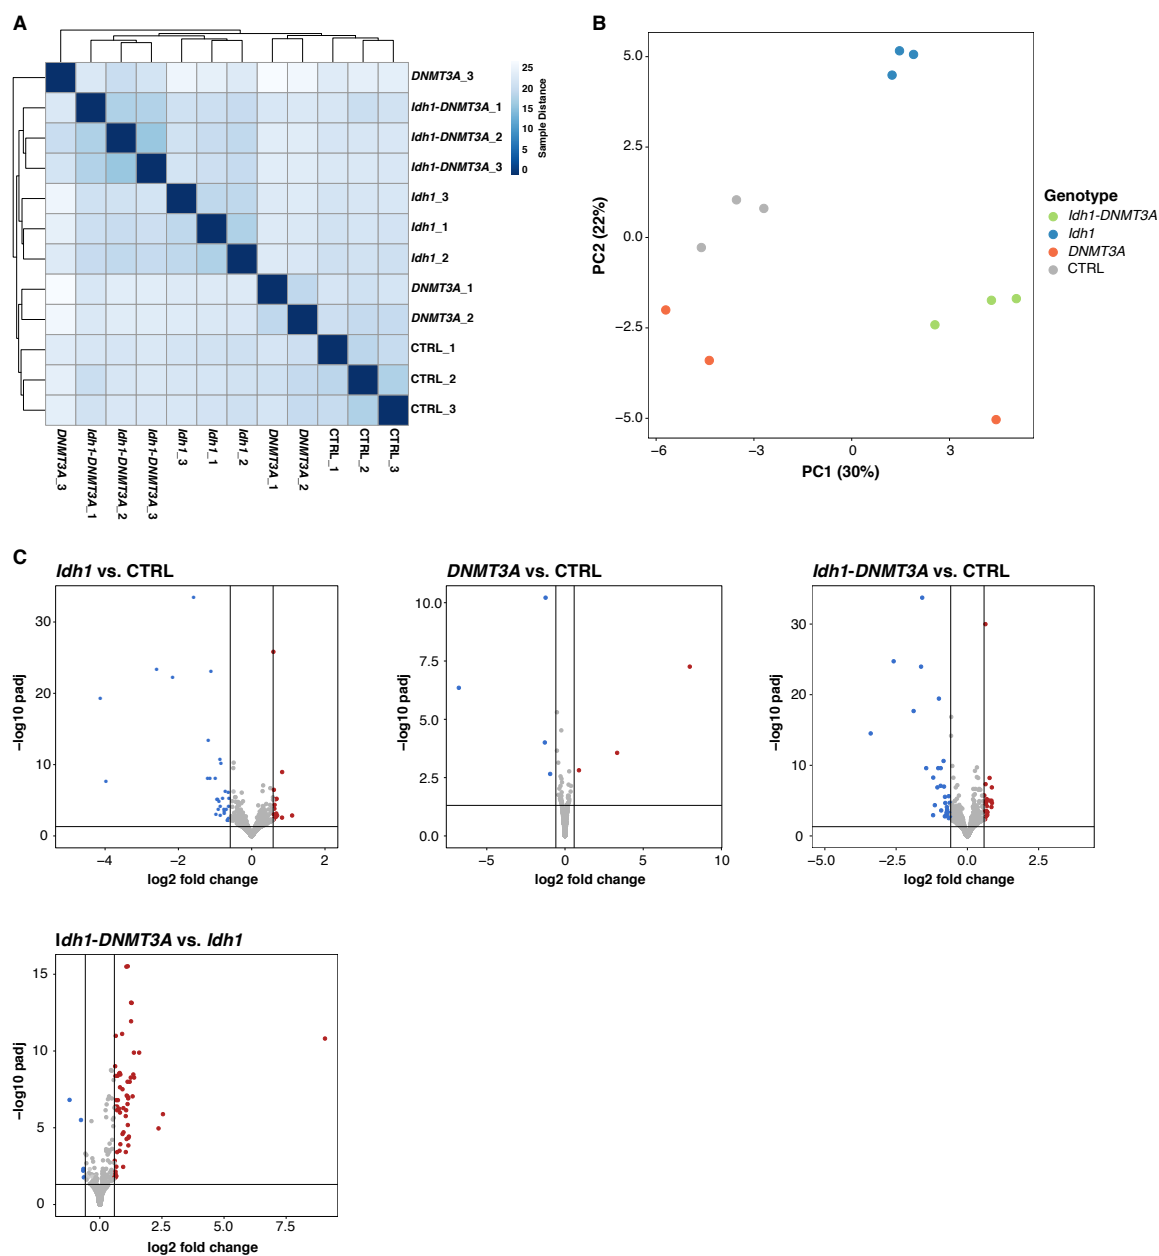 A
25
20
15
10
5
0
Sample Distance
DNMT3A_3
Idh1-DNMT3A_1
Idh1-DNMT3A_2
Idh1-DNMT3A_3
Idh1_3
Idh1_1
Idh1_2
DNMT3A_1
DNMT3A_2
CTRL_1
CTRL_2
CTRL_3
DNMT3A_3
Idh1-DNMT3A_1
Idh1-DNMT3A_2
Idh1-DNMT3A_3
Idh1_3
Idh1_1
Idh1_2
DNMT3A_1
DNMT3A_2
CTRL_1
CTRL_2
CTRL_3
B
5.0
2.5
0.0
−2.5
−5.0
PC2 (22%)
−6 −3 0 3
PC1 (30%)
Genotype
Idh1-DNMT3A
Idh1
DNMT3A
CTRL
C
Idh1 vs. CTRL
30
20
10
0
−log10 padj
−4 −2 0 2
log2 fold change
DNMT3A vs. CTRL
10.0
7.5
5.0
2.5
0.0
−log10 padj
−5 0 5 10
log2 fold change
Idh1-DNMT3A vs. CTRL
30
20
10
0
−log10 padj
−5.0 −2.5 0.0 2.5
log2 fold change
Idh1-DNMT3A vs. Idh1
15
10
5
0
−log10 padj
0.0 2.5 5.0 7.5
log2 fold change